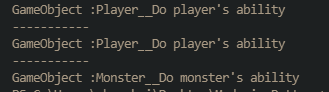 GameObject :Player__Do player's ability
-----------
GameObject :Player__Do player's ability
-----------
GameObject :Monster__Do monster's ability